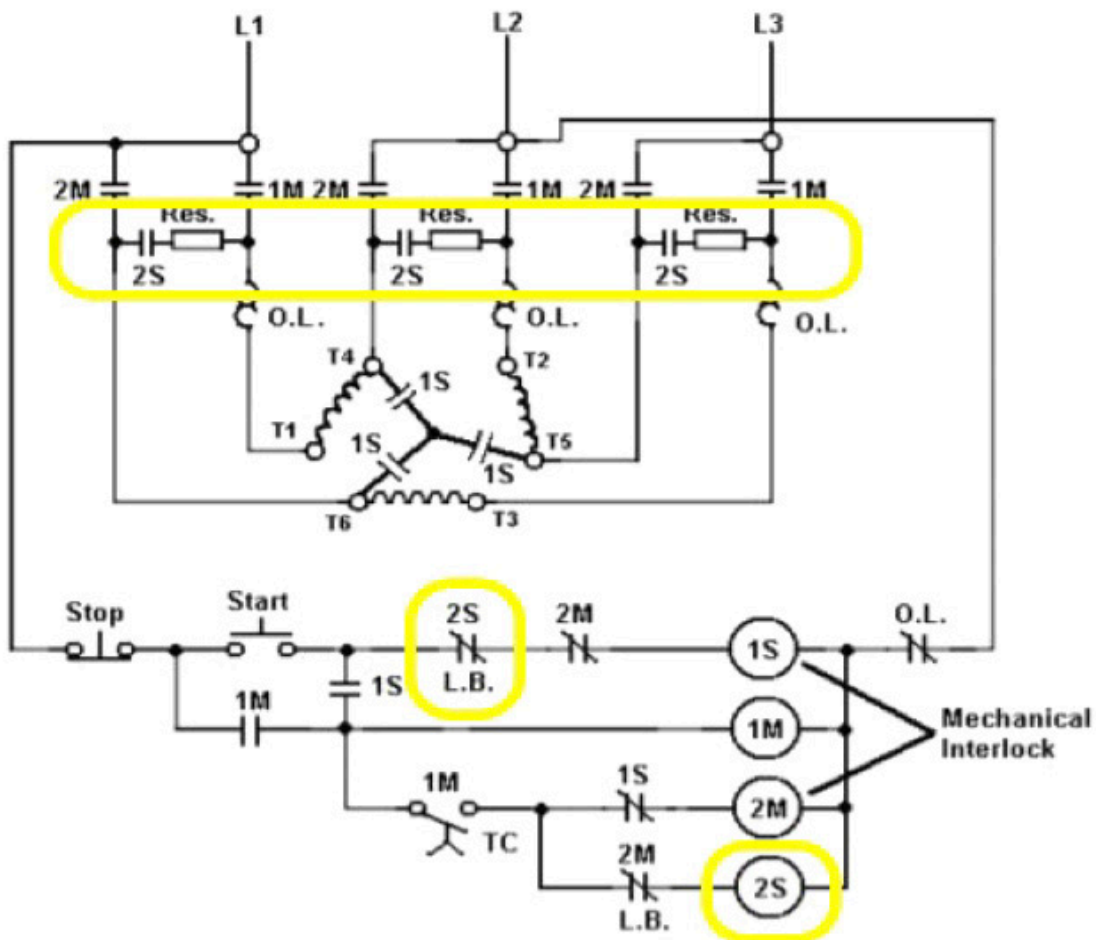 L1 L2 L3
2M 1M 2M 1M 2M 1M
Res. Res. Res.
2S 2S 2S
O.L. O.L. O.L.
T4 T2
1S
T1 1S 1S T5
T6 T3
Stop Start 2S 2M 1S O.L.
L.B.
1S
1M 1M Mechanical
Interlock
1M 1S 2M
TC
2M 2S
L.B.